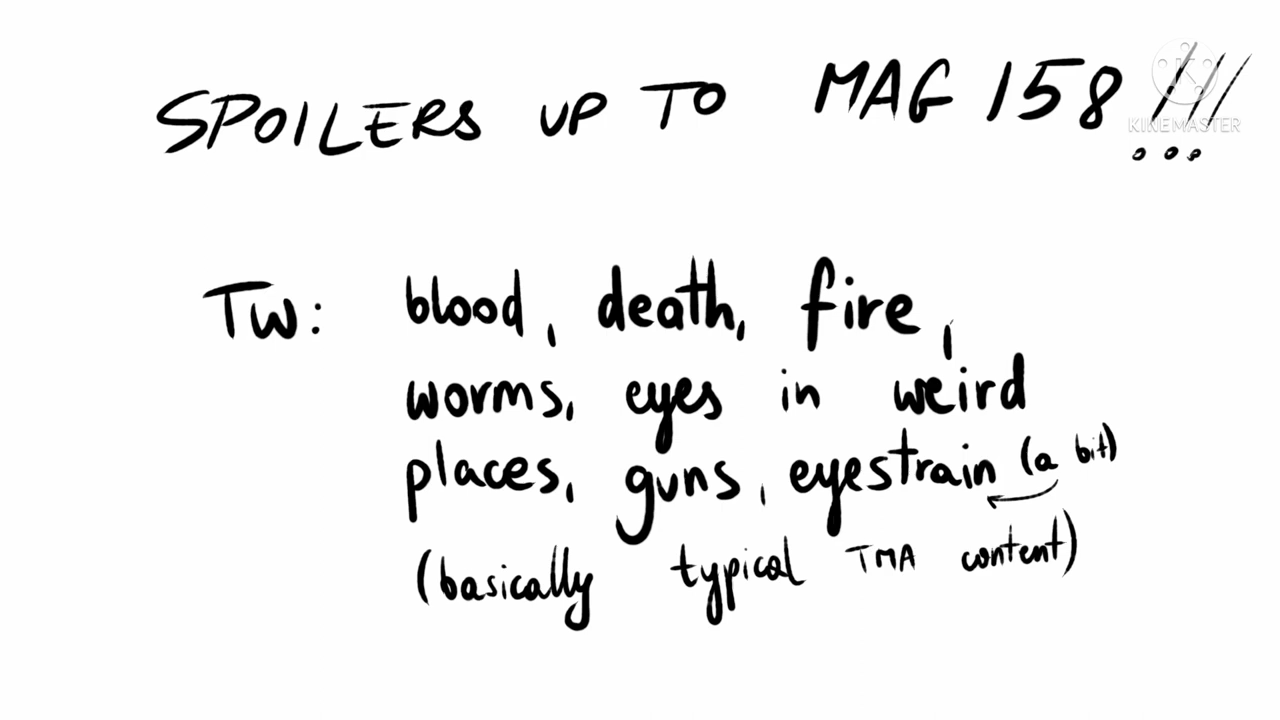 SPOILERS UP TO MAG 158 !!!
KINEMASTER
TW: blood, death, fire,
worms, eyes in weird
places, guns, eyestrain (a bit)
(basically typical TMA content)